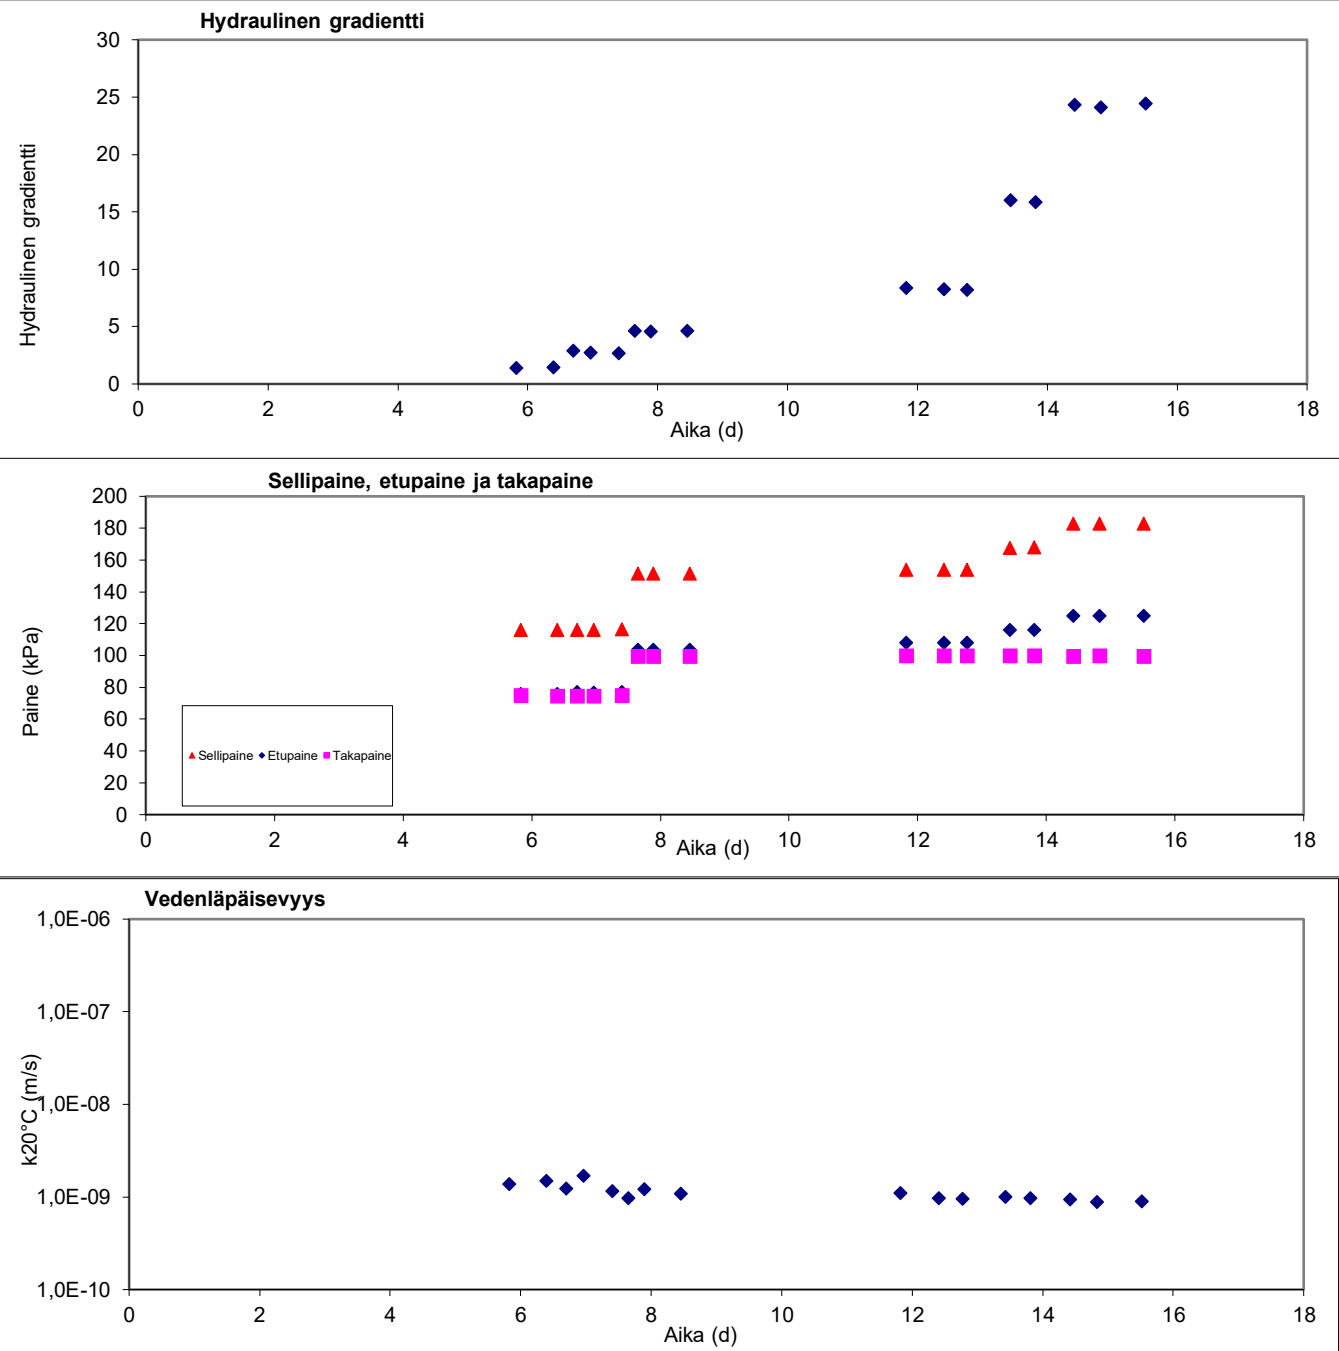 Hydraulinen gradientti
30
25
20
15
10
5
0
Hydraulinen gradientti
0 2 4 6 8 10 12 14 16 18
Aika (d)
Sellipaine, etupaine ja takapaine
200
180
160
140
120
100
80
60
40
20
0
Paine (kPa)
Sellipaine Etupaine Takapaine
0 2 4 6 8 10 12 14 16 18
Aika (d)
Vedenläpäisevyys
1,0E-06
1,0E-07
1,0E-08
1,0E-09
1,0E-10
k20°C (m/s)
0 2 4 6 8 10 12 14 16 18
Aika (d)